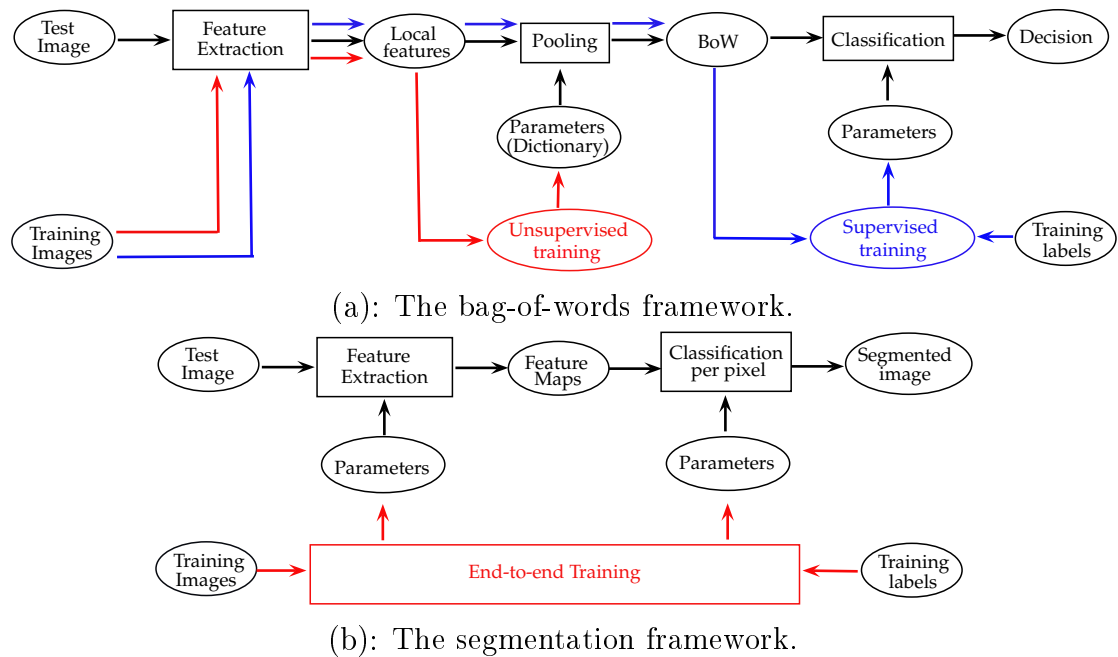 Test
Image
Feature
Extraction
Local
features
Pooling
BoW
Classification
Decision
Parameters
(Dictionary)
Parameters
Training
Images
Unsupervised
training
Supervised
training
Training
labels
(a): The bag-of-words framework.
Test
Image
Feature
Extraction
Feature
Maps
Classification
per pixel
Segmented
image
Parameters
Parameters
Training
Images
End-to-end Training
Training
labels
(b): The segmentation framework.